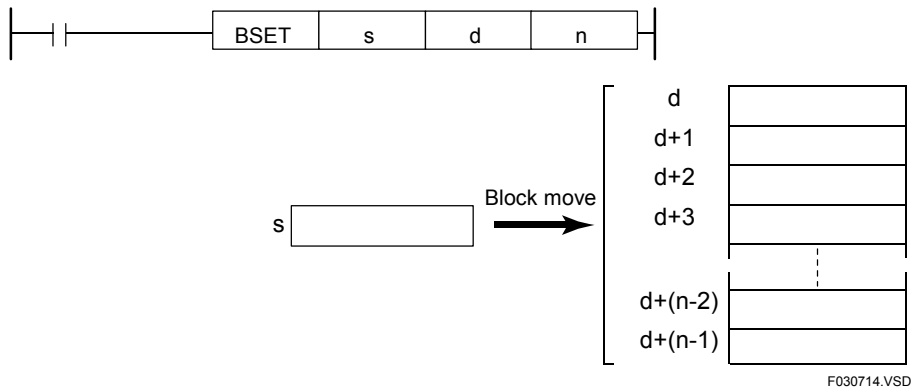 BSET s d n
d
d+1
d+2
Block move
d+3
s
d+(n-2)
d+(n-1)
F030714.VSD